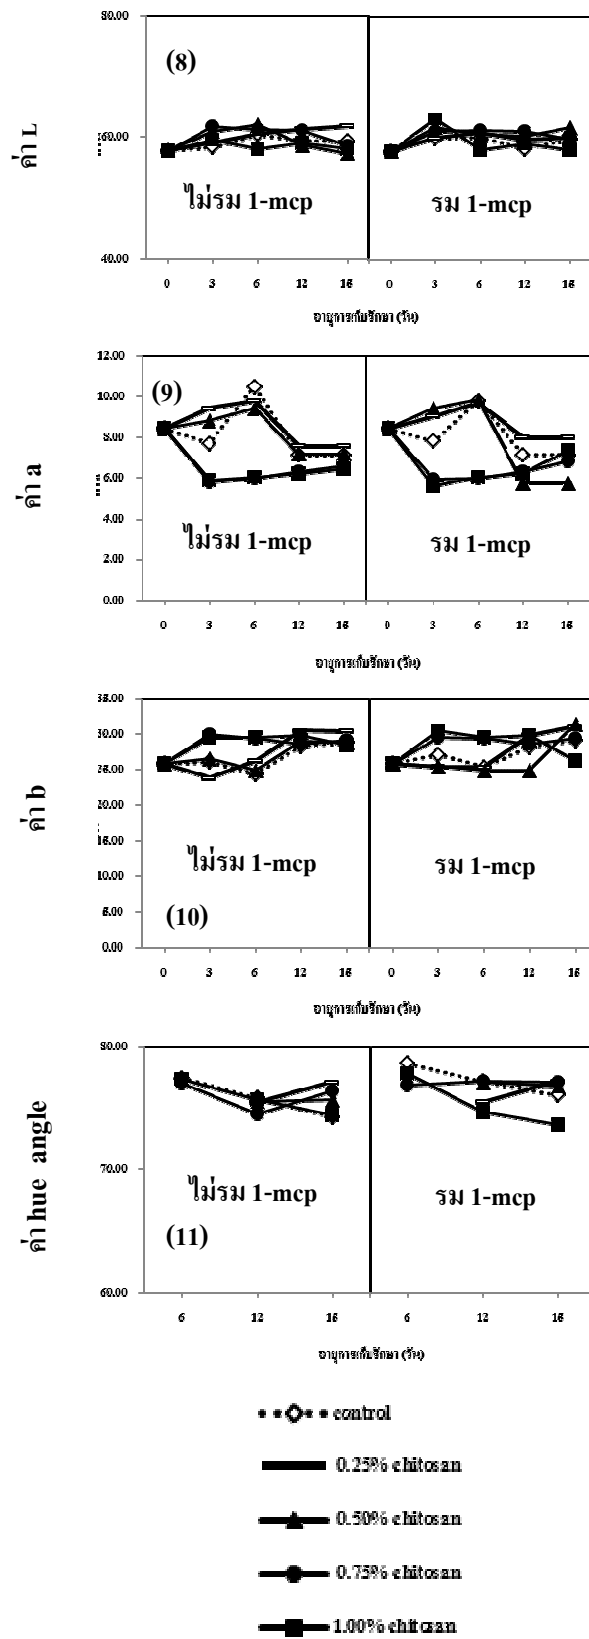 80.00
(8)
ค่า L
60.00
ไม่รม 1-mcp
รม 1-mcp
40.00
0 3 6 12 0 3 6 12
อายุการเก็บรักษา (วัน)
12.00
(9)
10.00
8.00
ค่า a
6.00
ไม่รม 1-mcp
รม 1-mcp
4.00
2.00
0.00
0 3 6 12 0 3 6 12
อายุการเก็บรักษา (วัน)
30.00
25.00
ค่า b
20.00
ไม่รม 1-mcp
รม 1-mcp
10.00
(10)
0.00
0 3 6 12 0 3 6 12
อายุการเก็บรักษา (วัน)
80.00
ค่า hue angle
70.00
ไม่รม 1-mcp
รม 1-mcp
(11)
60.00
6 12 6 12
อายุการเก็บรักษา (วัน)
control
0.25% chitosan
0.50% chitosan
0.75% chitosan
1.00% chitosan